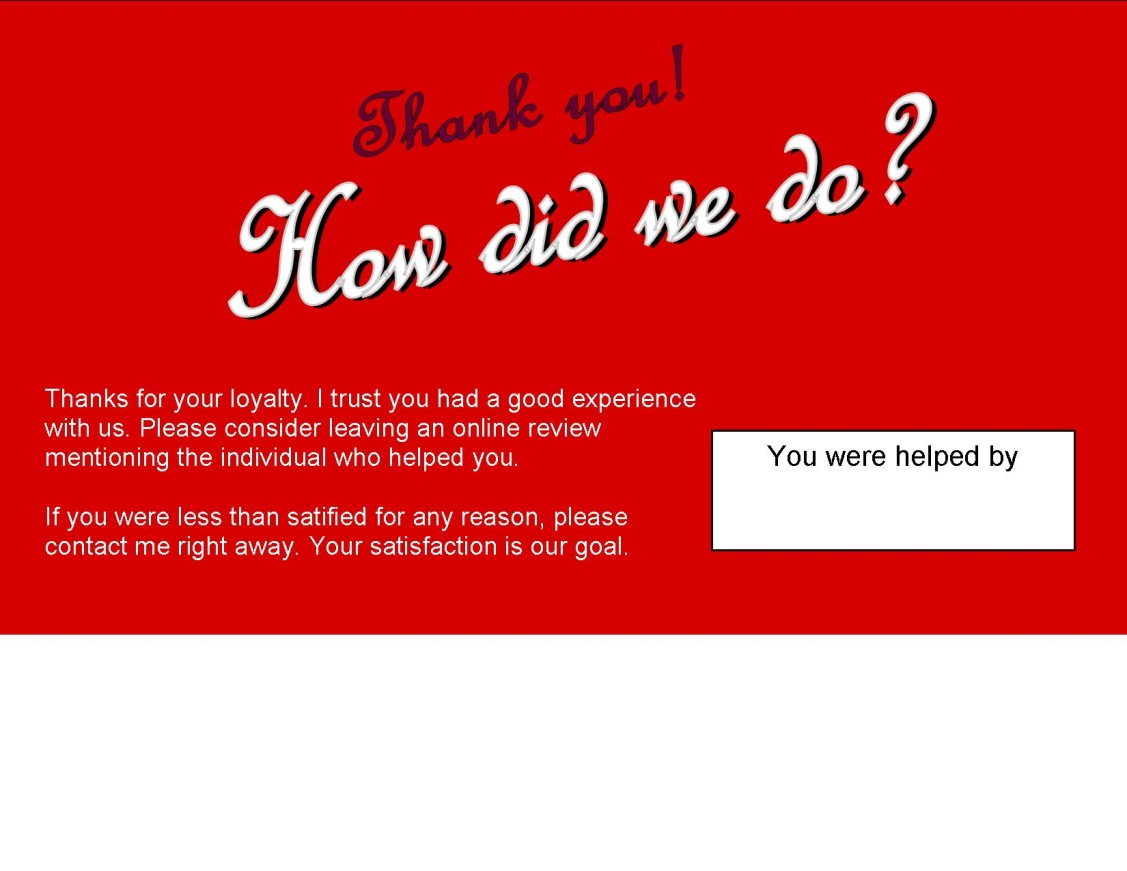 Thank you!
How did we do?
Thanks for your loyalty. I trust you had a good experience
with us. Please consider leaving an online review
mentioning the individual who helped you.
If you were less than satified for any reason, please
contact me right away. Your satisfaction is our goal.
You were helped by